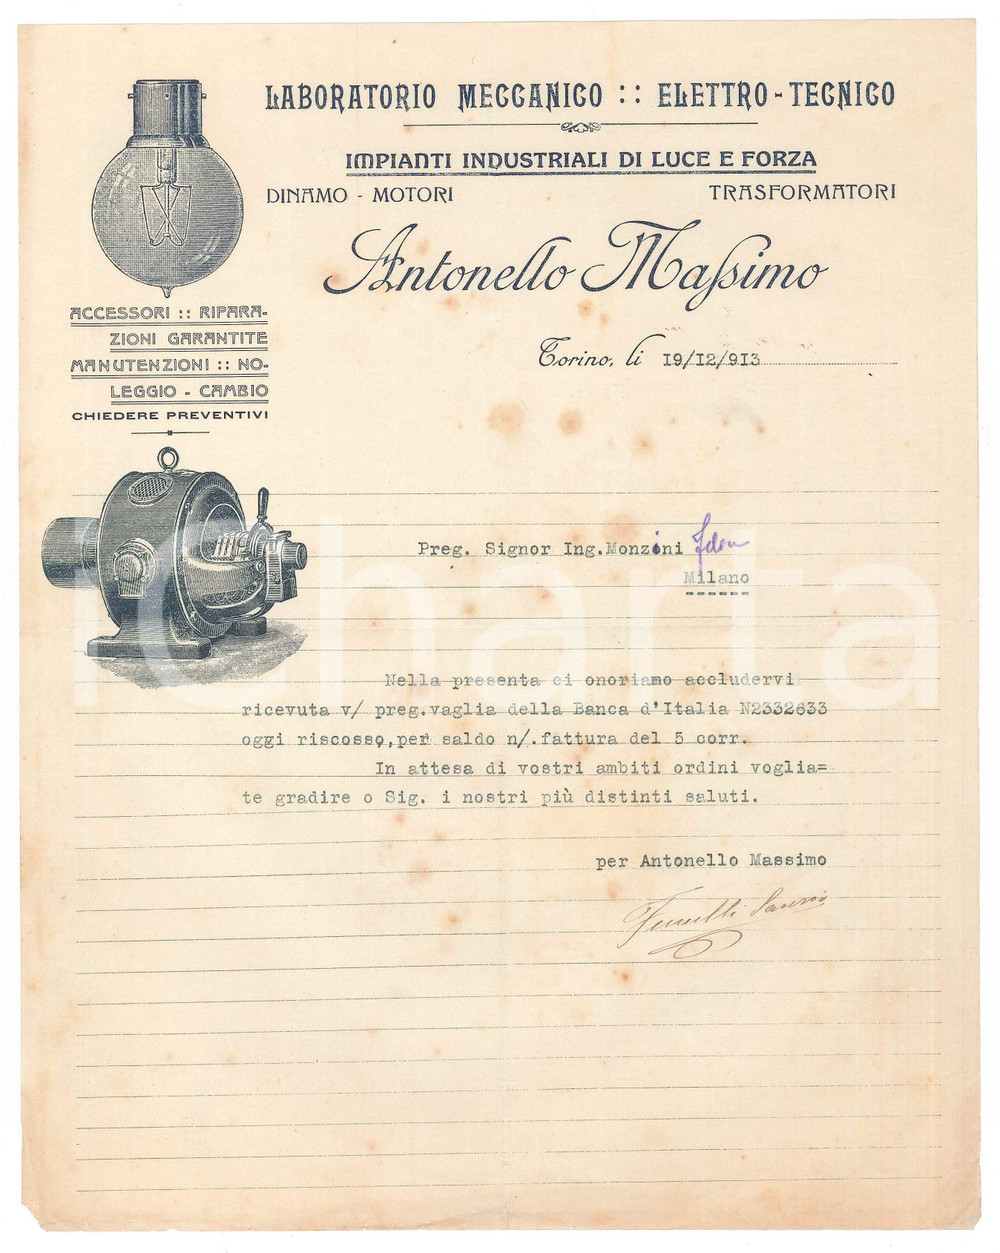 LABORATORIO MECCANICO :: ELETTRO-TECNICO
IMPIANTI INDUSTRIALI DI LUCE E FORZA
DINAMO - MOTORI TRASFORMATORI
Antonello Massimo
ACCESSORI :: RIPARA-
ZIONI GARANTITE
MANUTENZIONI :: NO-
LEGGIO - CAMBIO
CHIEDERE PREVENTIVI
Torino, li 19/12/913
Preg. Signor Ing.Monzini
Milano
Nella presenta ci onoriamo accludervi
ricevuta v/ preg.vaglia della Banca d'Italia N2332633
oggi riscosso,per saldo n/.fattura del 5 corr.
In attesa di vostri ambiti ordini voglia=
te gradire o Sig. i nostri più distinti saluti.
per Antonello Massimo
icharta